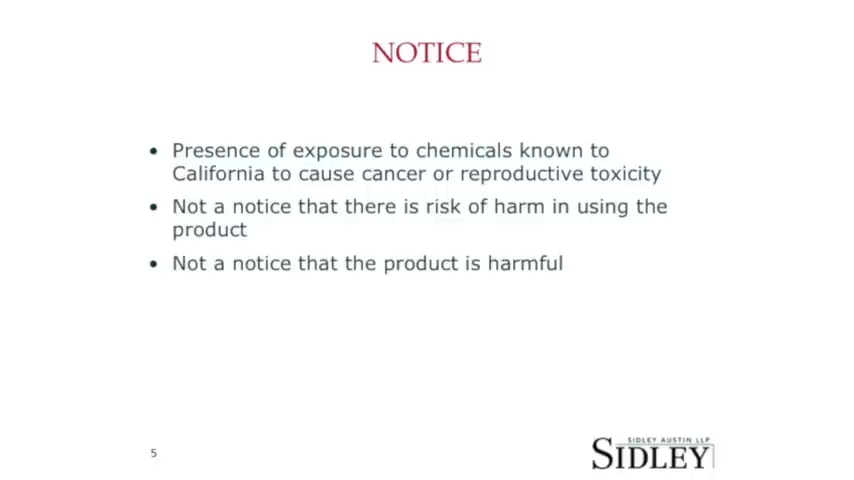 NOTICE
• Presence of exposure to chemicals known to
California to cause cancer or reproductive toxicity
• Not a notice that there is risk of harm in using the
product
• Not a notice that the product is harmful
5
SIDLEY AUSTIN LLP
SIDLEY